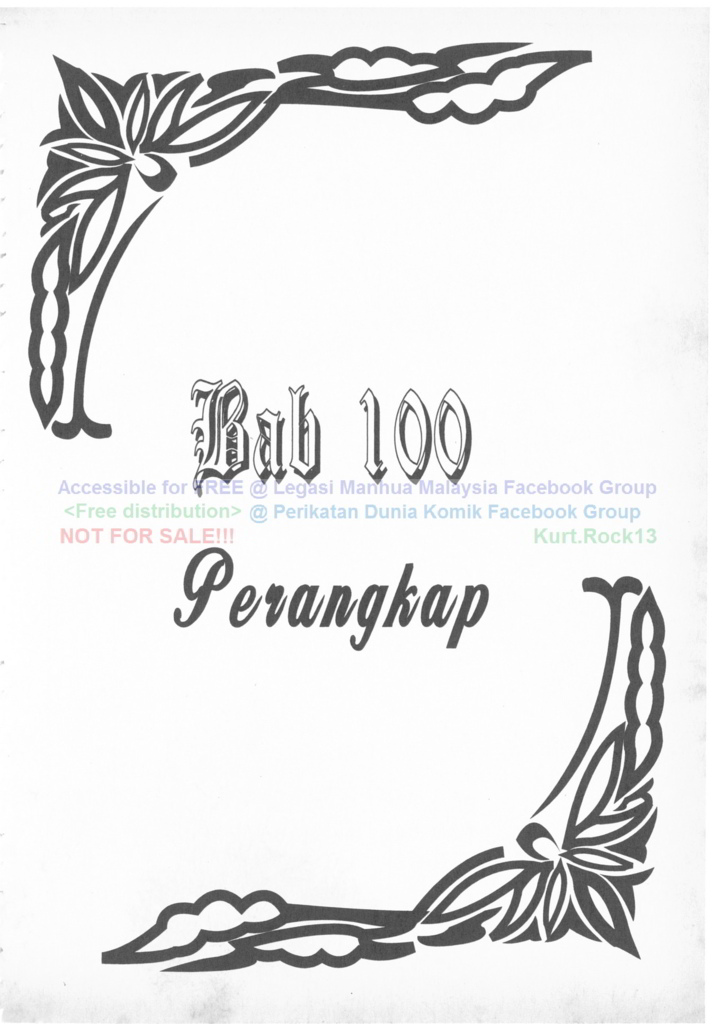 Bab 100
Accessible for FREE @ Legasi Manhua Malaysia Facebook Group
<Free distribution> @ Perikatan Dunia Komik Facebook Group
NOT FOR SALE!!! Kurt.Rock13
Perangkap